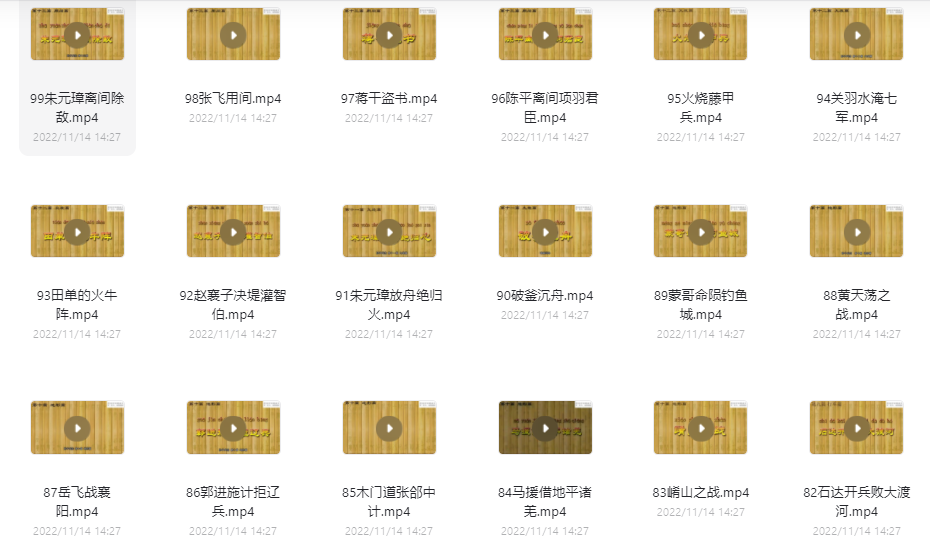 99朱元璋离间除
敌.mp4
2022/11/14 14:27
98张飞用间.mp4
2022/11/14 14:27
97蒋干盗书.mp4
2022/11/14 14:27
96陈平离间项羽君
臣.mp4
2022/11/14 14:27
95火烧藤甲
兵.mp4
2022/11/14 14:27
94关羽水淹七
军.mp4
2022/11/14 14:27
93田单的火牛
阵.mp4
2022/11/14 14:27
92赵襄子决堤灌智
伯.mp4
2022/11/14 14:27
91朱元璋放舟绝归
火.mp4
2022/11/14 14:27
90破釜沉舟.mp4
2022/11/14 14:27
89蒙哥命陨钓鱼
城.mp4
2022/11/14 14:27
88黄天荡之
战.mp4
2022/11/14 14:27
87岳飞战襄
阳.mp4
2022/11/14 14:27
86郭进施计拒辽
兵.mp4
2022/11/14 14:27
85木门道张郃中
计.mp4
2022/11/14 14:27
84马援借地平诸
羌.mp4
2022/11/14 14:27
83崤山之战.mp4
2022/11/14 14:27
82石达开兵败大渡
河.mp4
2022/11/14 14:27